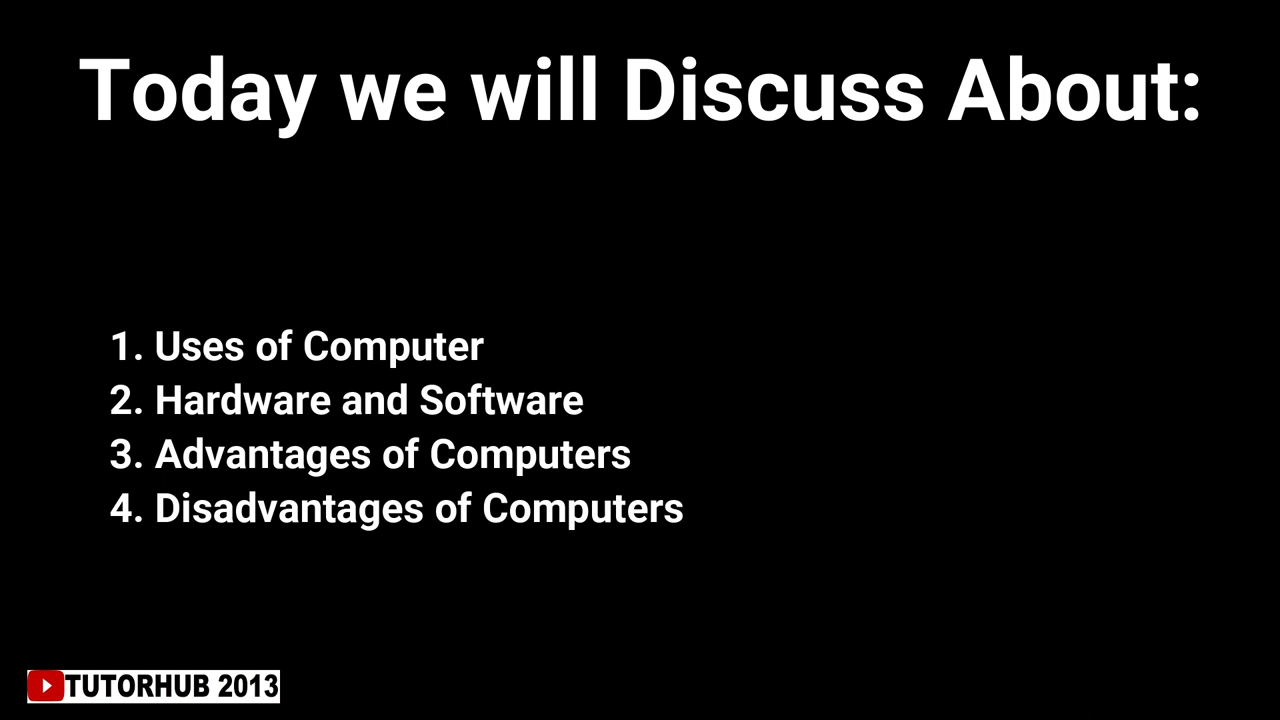 Today we will Discuss About:
1. Uses of Computer
2. Hardware and Software
3. Advantages of Computers
4. Disadvantages of Computers
TUTORHUB 2013